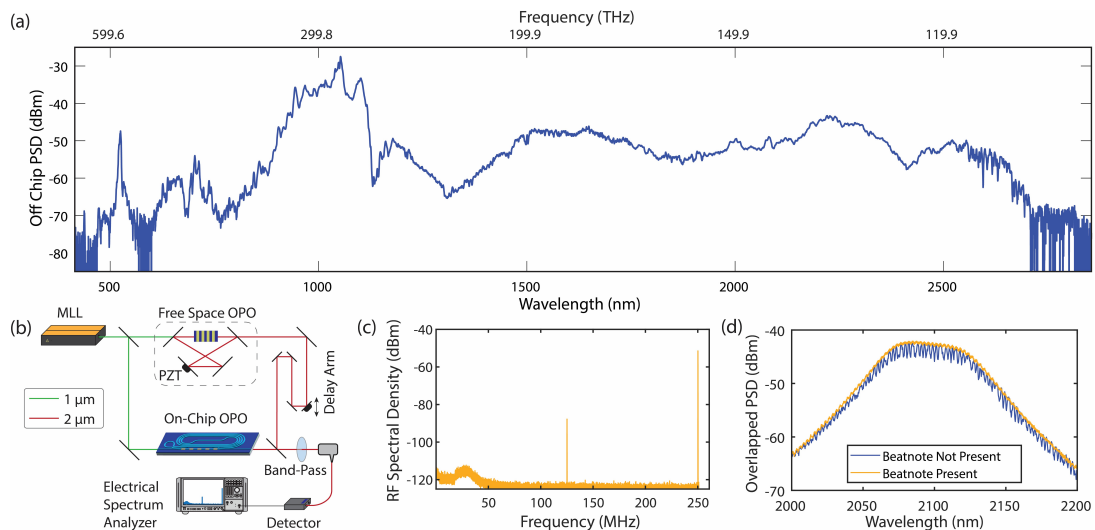 (a)
Frequency (THz)
599.6 299.8 199.9 149.9 119.9
Off Chip PSD (dBm)
-30
-40
-50
-60
-70
-80
500 1000 1500 2000 2500
Wavelength (nm)
(b)
MLL
Free Space OPO
PZT
Delay Arm
1 μm
2 μm
On-Chip OPO
Band-Pass
Electrical
Spectrum
Analyzer
Detector
(c)
RF Spectral Density (dBm)
-40
-60
-80
-100
-120
50 100 150 200 250
Frequency (MHz)
(d)
Overlapped PSD (dBm)
-40
-50
-60
-70
Beatnote Not Present
Beatnote Present
2000 2050 2100 2150 2200
Wavelength (nm)